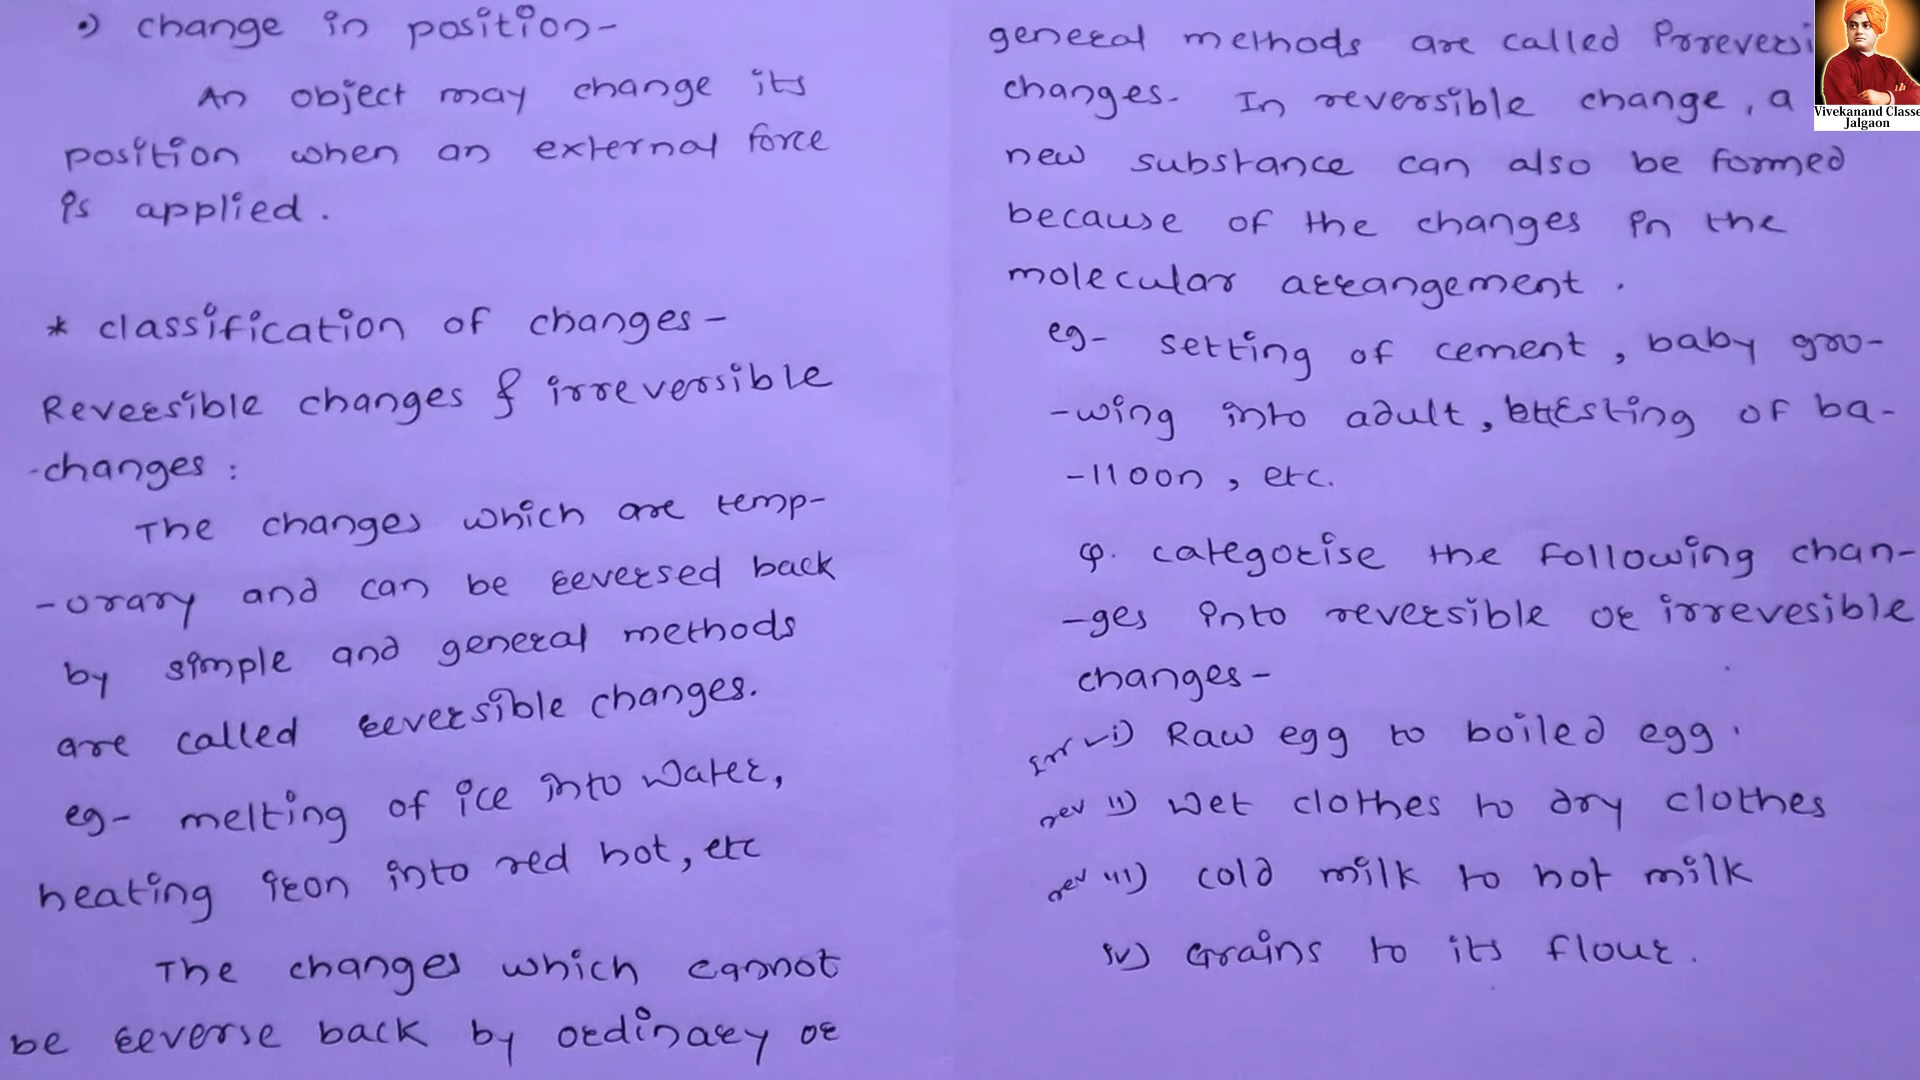 •) change in position-
An object may change its
position when an external force
is applied.
* classification of changes-
Reversible changes & irreversible
-changes:
The changes which are temp-
-orary and can be reversed back
by simple and general methods
are called reversible changes.
eg- melting of ice into water,
heating iron into red hot, etc
The changes which cannot
be reverse back by ordinary or
general methods are called Irreversi
changes. In reversible change, a
new substance can also be formed
because of the changes in the
molecular arrangement.
eg- setting of cement, baby gro-
-wing into adult, of ba-
-lloon, etc.
Q. categorise the following chan-
-ges into reversible or irrevesible
changes-
Irr i) Raw egg to boiled egg.
rev ii) Wet clothes to dry clothes
rev iii) cold milk to hot milk
iv) Grains to its flour.
Vivekanand Classe
Jalgaon